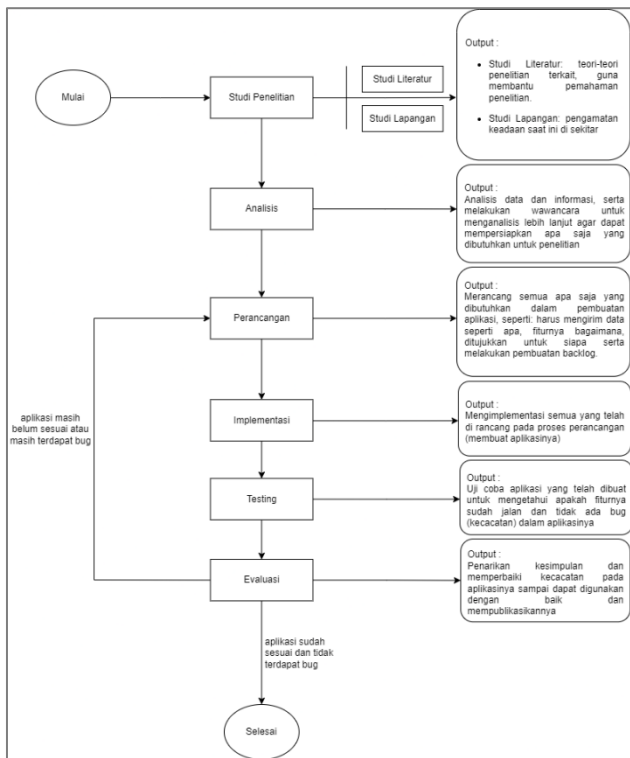 Mulai
Studi Penelitian
Studi Literatur
Studi Lapangan
Output :
• Studi Literatur: teori-teori
penelitian terkait, guna
membantu pemahaman
penelitian.
• Studi Lapangan: pengamatan
keadaan saat ini di sekitar
Analisis
Output :
Analisis data dan informasi, serta
melakukan wawancara untuk
menganalisis lebih lanjut agar dapat
mempersiapkan apa saja yang
dibutuhkan untuk penelitian
Perancangan
Output :
Merancang semua apa saja yang
dibutuhkan dalam pembuatan
aplikasi, seperti: harus mengirim data
seperti apa, fiturnya bagaimana,
ditujukkan untuk siapa serta
melakukan pembuatan backlog.
aplikasi masih
belum sesuai atau
masih terdapat bug
Implementasi
Output :
Mengimplementasi semua yang telah
di rancang pada proses perancangan
(membuat aplikasinya)
Testing
Output :
Uji coba aplikasi yang telah dibuat
untuk mengetahui apakah fiturnya
sudah jalan dan tidak ada bug
(kecacatan) dalam aplikasinya
Evaluasi
Output :
Penarikan kesimpulan dan
memperbaiki kecacatan pada
aplikasinya sampai dapat digunakan
dengan baik dan
mempublikasikannya
aplikasi sudah
sesuai dan tidak
terdapat bug
Selesai